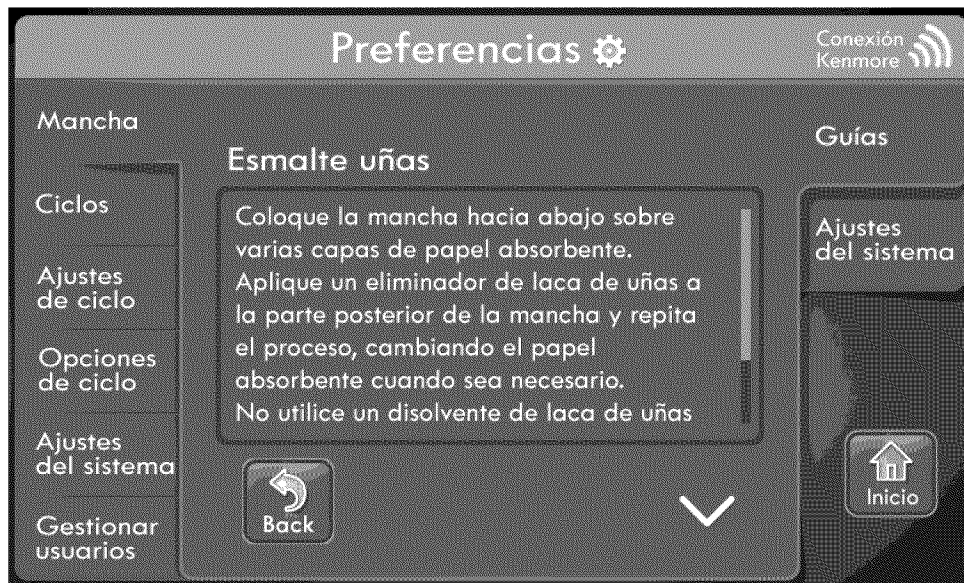 Preferencias
Conexión
Kenmore
Mancha
Ciclos
Ajustes
de ciclo
Opciones
de ciclo
Ajustes
del sistema
Gestionar
usuarios
Esmalte uñas
Coloque la mancha hacia abajo sobre
varias capas de papel absorbente.
Aplique un eliminador de laca de uñas a
la parte posterior de la mancha y repita
el proceso, cambiando el papel
absorbente cuando sea necesario.
No utilice un disolvente de laca de uñas
Back
Guías
Ajustes
del sistema
Inicio